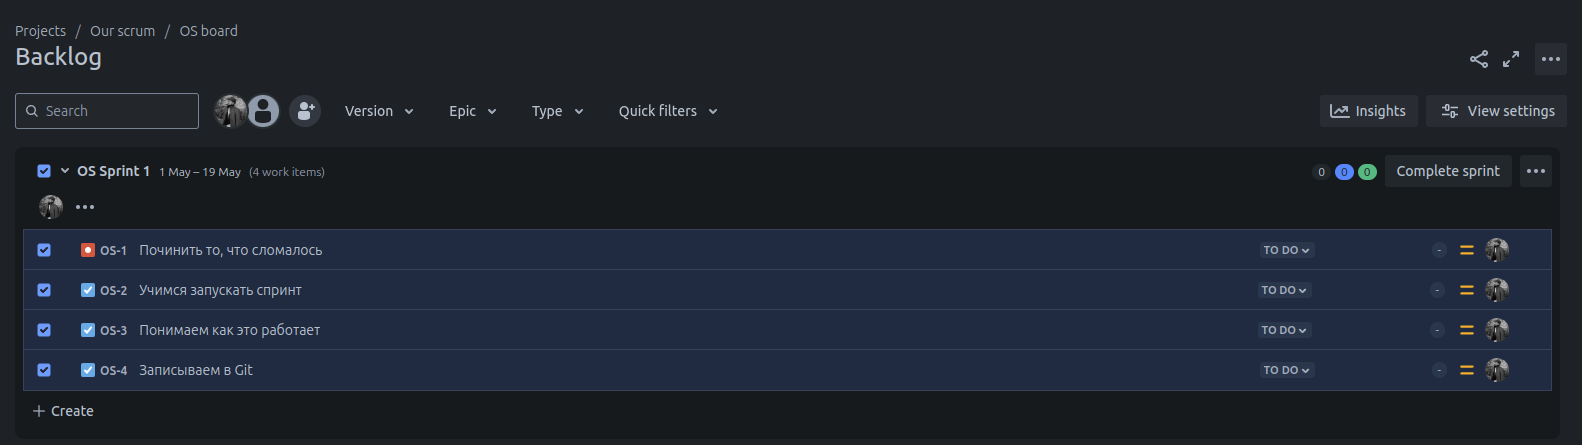 Projects / Our scrum / OS board
Backlog
Search Version Epic Type Quick filters Insights View settings
OS Sprint 1 1 May – 19 May (4 work items) 0 0 0 Complete sprint
OS-1 Починить то, что сломалось TO DO -
OS-2 Учимся запускать спринт TO DO -
OS-3 Понимаем как это работает TO DO -
OS-4 Записываем в Git TO DO -
+ Create